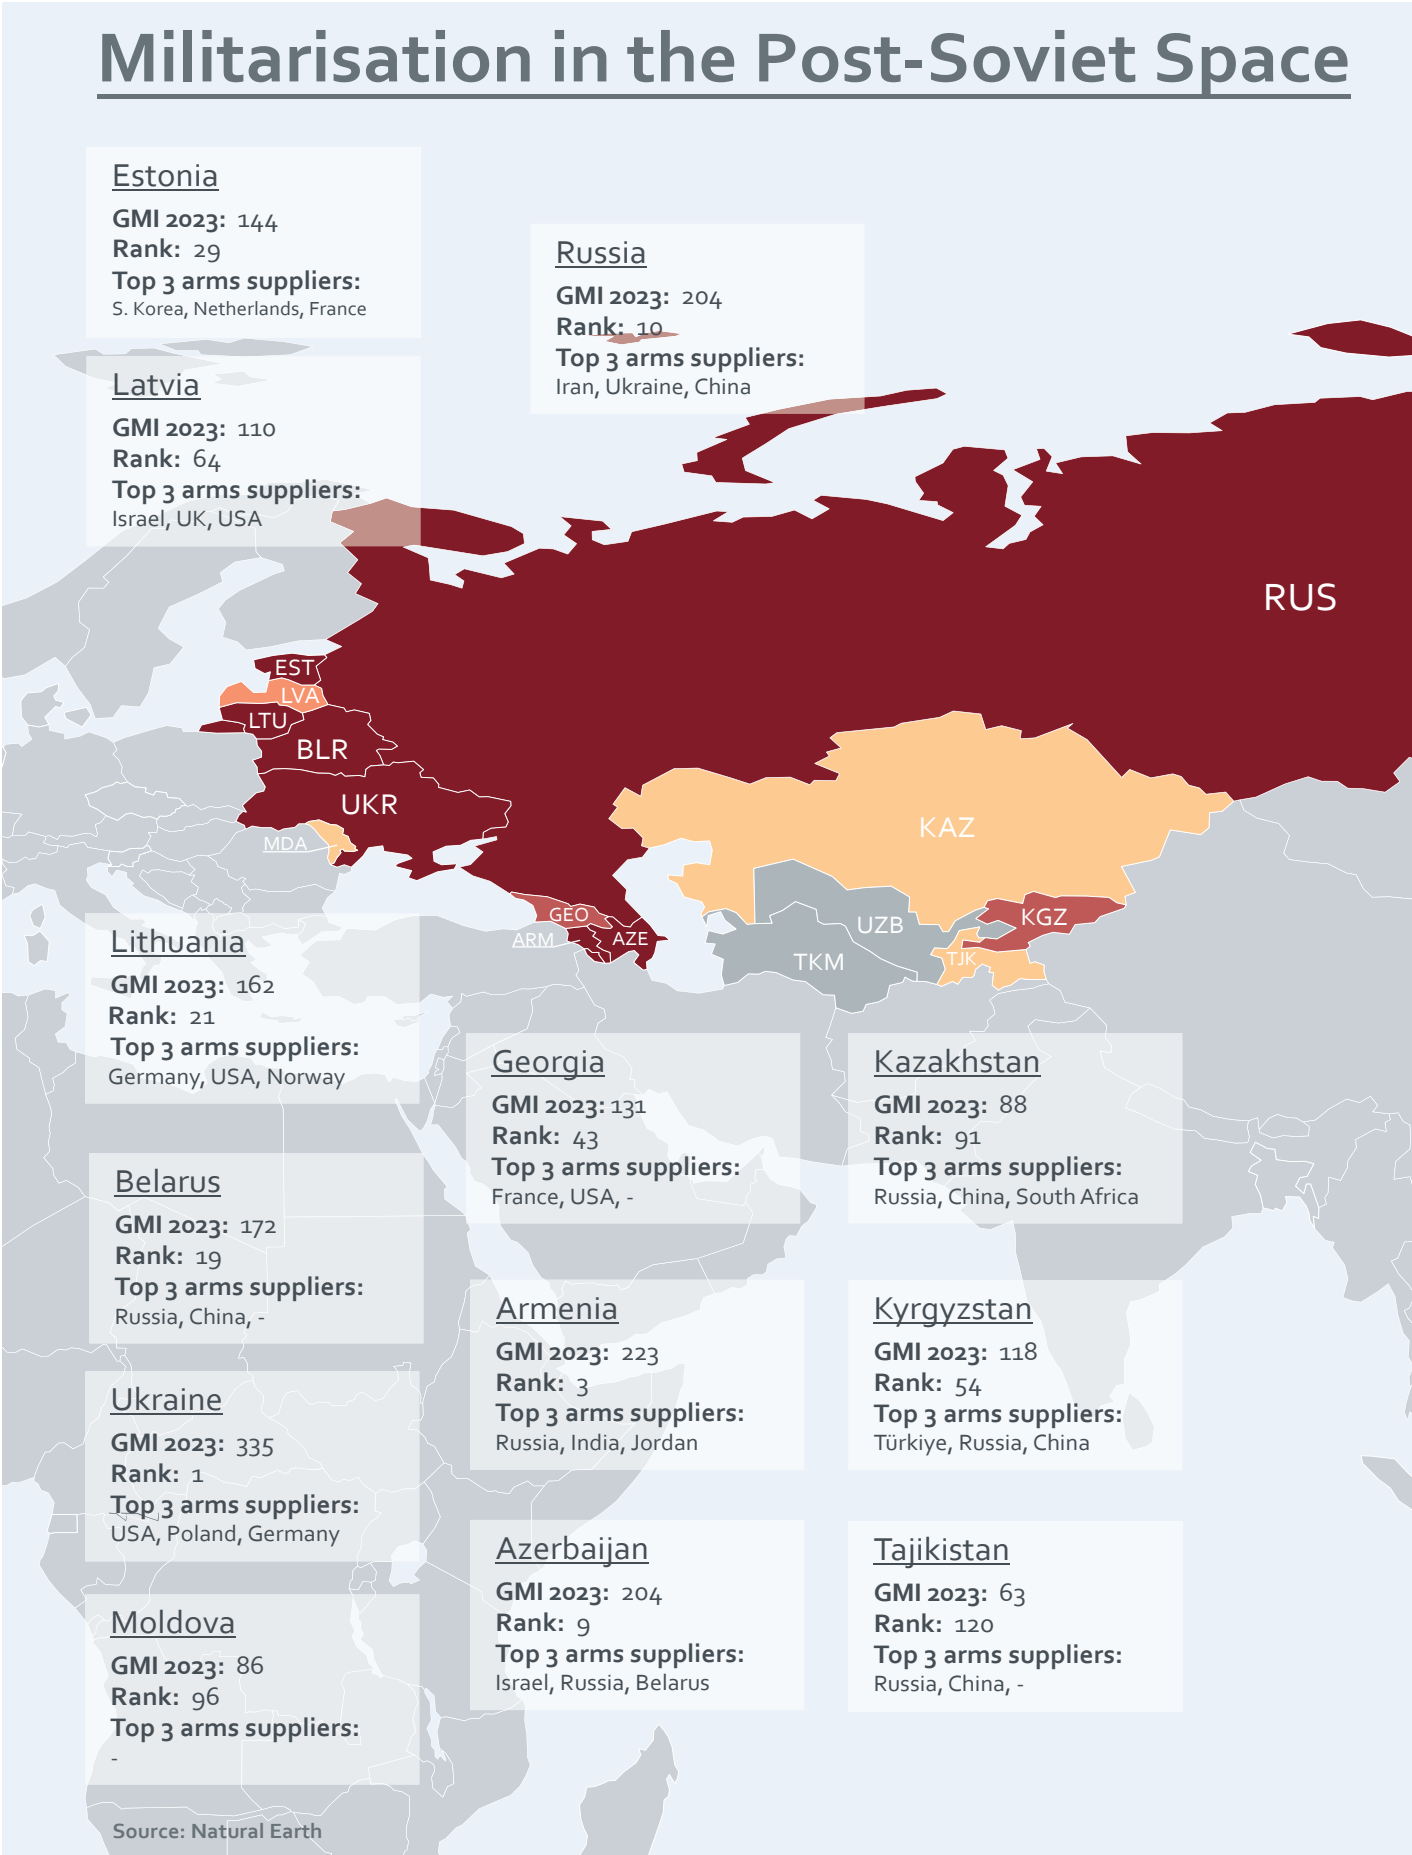 Militarisation in the Post-Soviet Space
Estonia
GMI 2023: 144
Rank: 29
Top 3 arms suppliers:
S. Korea, Netherlands, France
Russia
GMI 2023: 204
Rank: 10
Top 3 arms suppliers:
Iran, Ukraine, China
Latvia
GMI 2023: 110
Rank: 64
Top 3 arms suppliers:
Israel, UK, USA
RUS
EST
LVA
LTU
BLR
UKR
MDA
KAZ
GEO
ARM
AZE
UZB
TKM
KGZ
TJK
Lithuania
GMI 2023: 162
Rank: 21
Top 3 arms suppliers:
Germany, USA, Norway
Georgia
GMI 2023: 131
Rank: 43
Top 3 arms suppliers:
France, USA, -
Kazakhstan
GMI 2023: 88
Rank: 91
Top 3 arms suppliers:
Russia, China, South Africa
Belarus
GMI 2023: 172
Rank: 19
Top 3 arms suppliers:
Russia, China, -
Armenia
GMI 2023: 223
Rank: 3
Top 3 arms suppliers:
Russia, India, Jordan
Kyrgyzstan
GMI 2023: 118
Rank: 54
Top 3 arms suppliers:
Türkiye, Russia, China
Ukraine
GMI 2023: 335
Rank: 1
Top 3 arms suppliers:
USA, Poland, Germany
Azerbaijan
GMI 2023: 204
Rank: 9
Top 3 arms suppliers:
Israel, Russia, Belarus
Tajikistan
GMI 2023: 63
Rank: 120
Top 3 arms suppliers:
Russia, China, -
Moldova
GMI 2023: 86
Rank: 96
Top 3 arms suppliers:
-
Source: Natural Earth